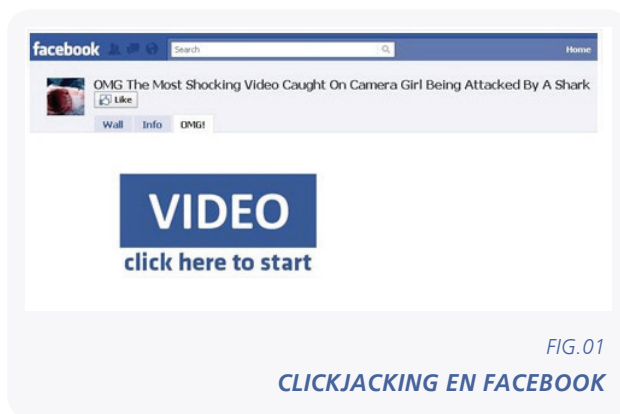 facebook Search Home
OMG The Most Shocking Video Caught On Camera Girl Being Attacked By A Shark
Like
Wall Info OMG!
VIDEO
click here to start
FIG.01
CLICKJACKING EN FACEBOOK